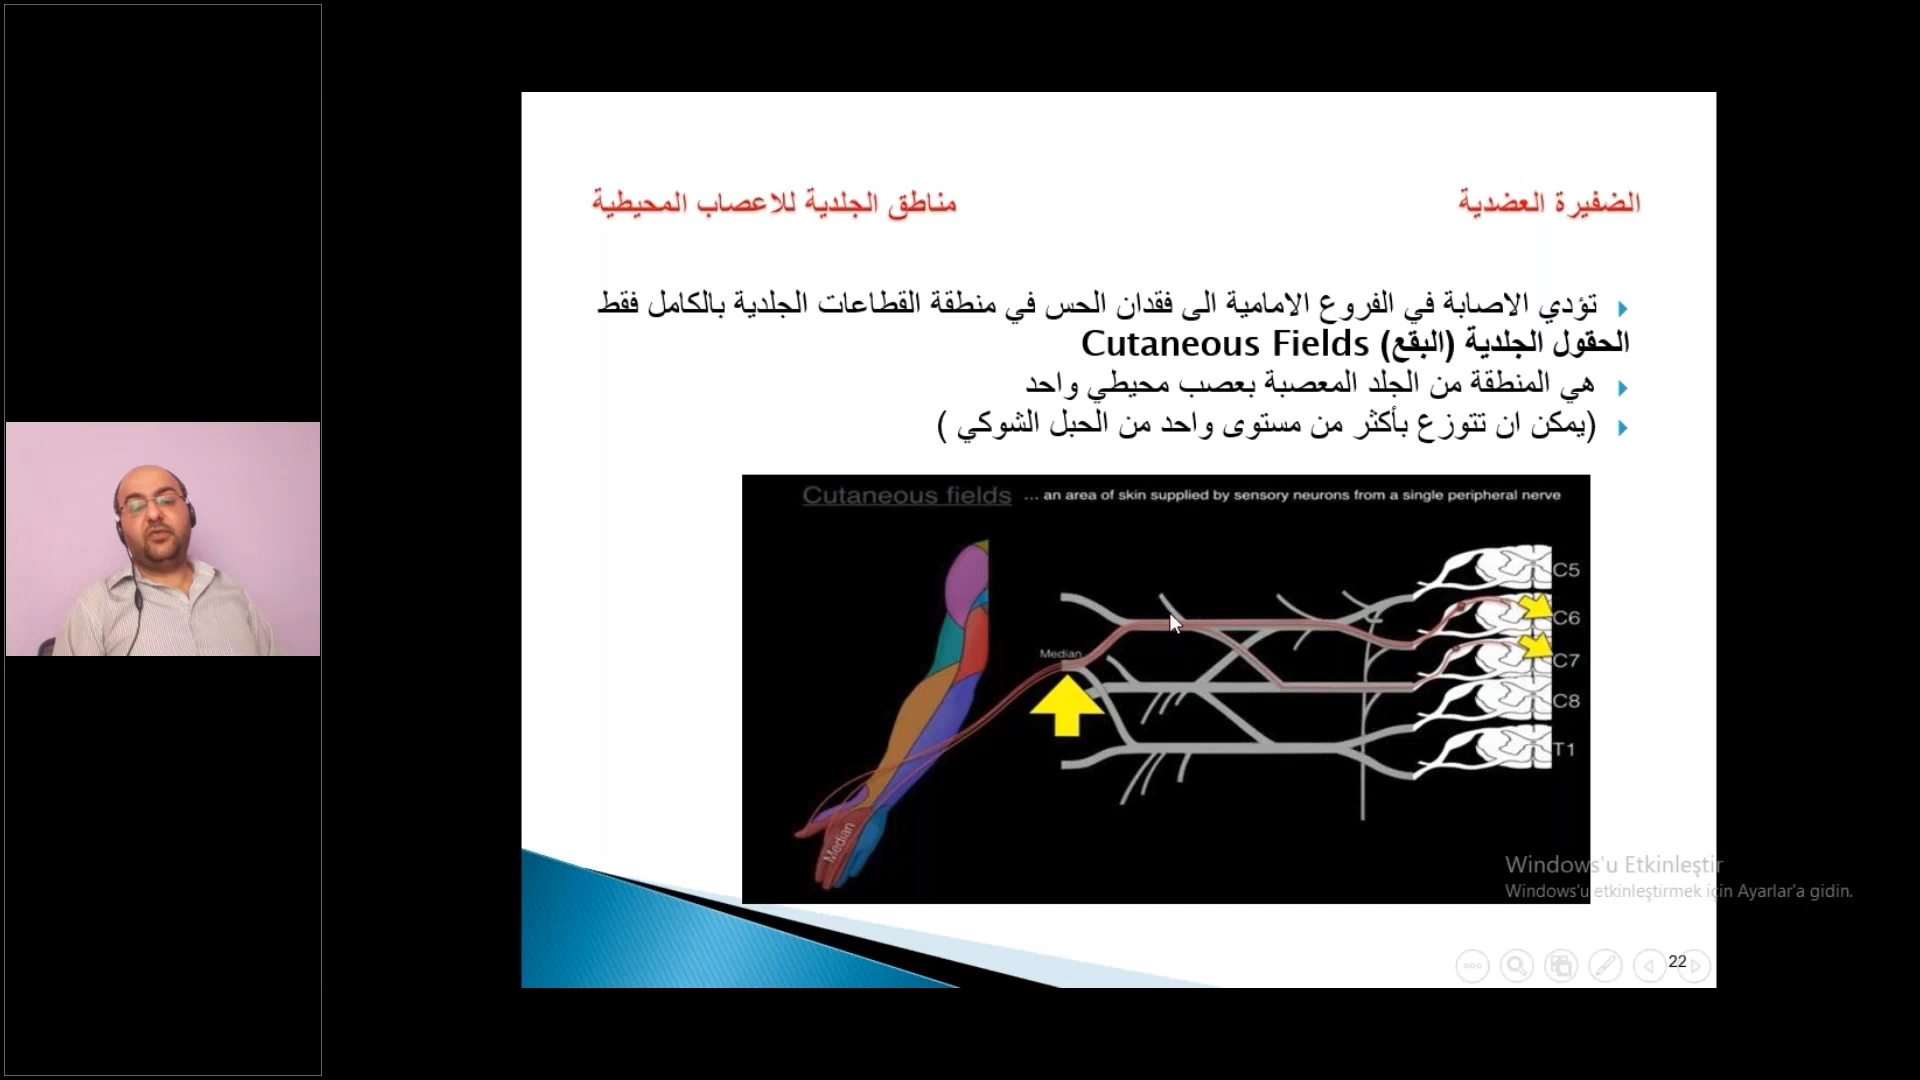 الضفيرة العضدية
مناطق الجلدية للاعصاب المحيطية
تؤدي الاصابة في الفروع الامامية الى فقدان الحس في منطقة القطاعات الجلدية بالكامل فقط
الحقول الجلدية (البقع) Cutaneous Fields
هي المنطقة من الجلد المعصبة بعصب محيطي واحد
(يمكن ان تتوزع بأكثر من مستوى واحد من الحبل الشوكي )
Cutaneous fields ... an area of skin supplied by sensory neurons from a single peripheral nerve
C5
C6
Median
C7
C8
T1
Median
Windows'u Etkinleştir
Windows'u etkinleştirmek için Ayarlar'a gidin.
22